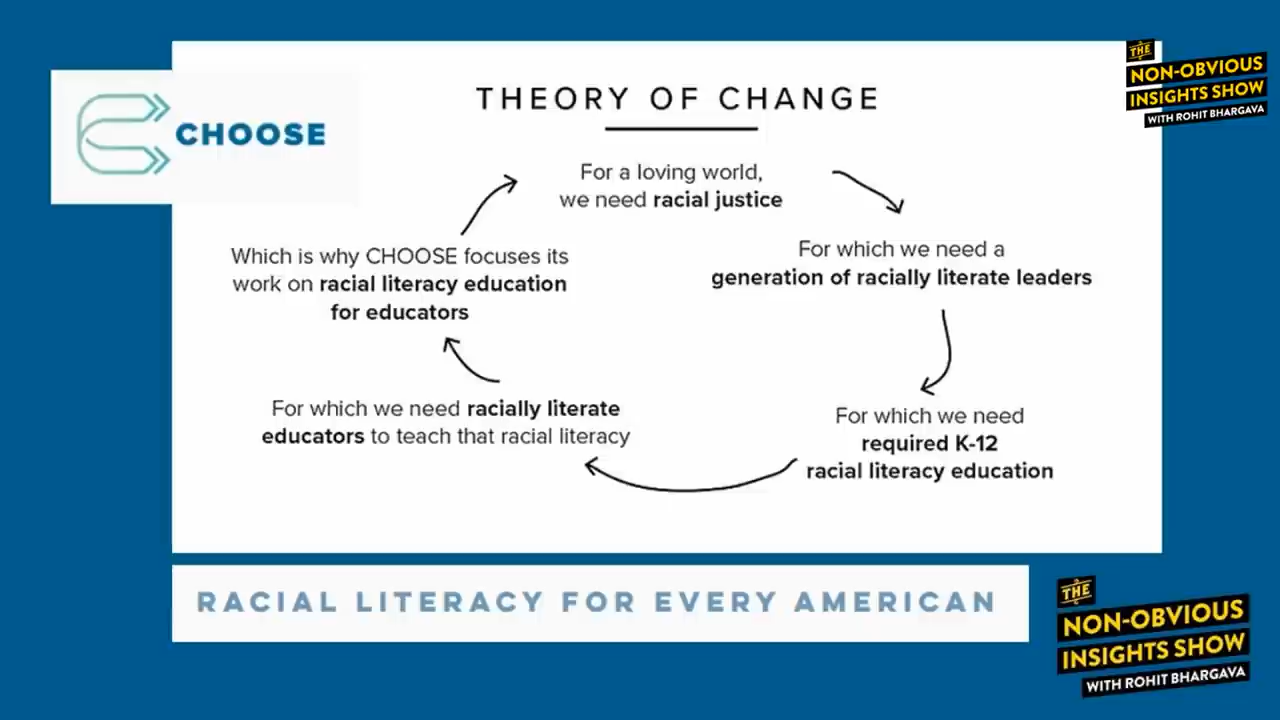 CHOOSE
THEORY OF CHANGE
For a loving world,
we need racial justice
For which we need a
generation of racially literate leaders
For which we need
required K-12
racial literacy education
For which we need racially literate
educators to teach that racial literacy
Which is why CHOOSE focuses its
work on racial literacy education
for educators
RACIAL LITERACY FOR EVERY AMERICAN
THE
NON-OBVIOUS
INSIGHTS SHOW
WITH ROHIT BHARGAVA
THE
NON-OBVIOUS
INSIGHTS SHOW
WITH ROHIT BHARGAVA